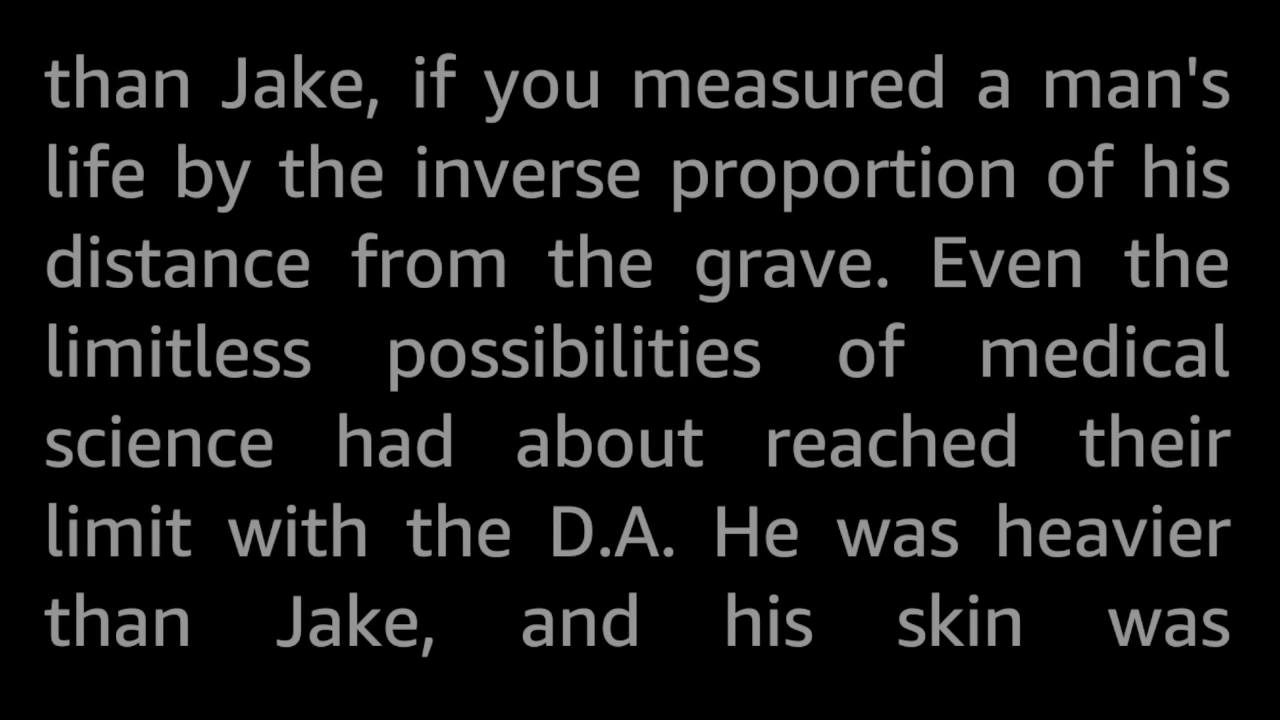 than Jake, if you measured a man's
life by the inverse proportion of his
distance from the grave. Even the
limitless possibilities of medical
science had about reached their
limit with the D.A. He was heavier
than Jake, and his skin was